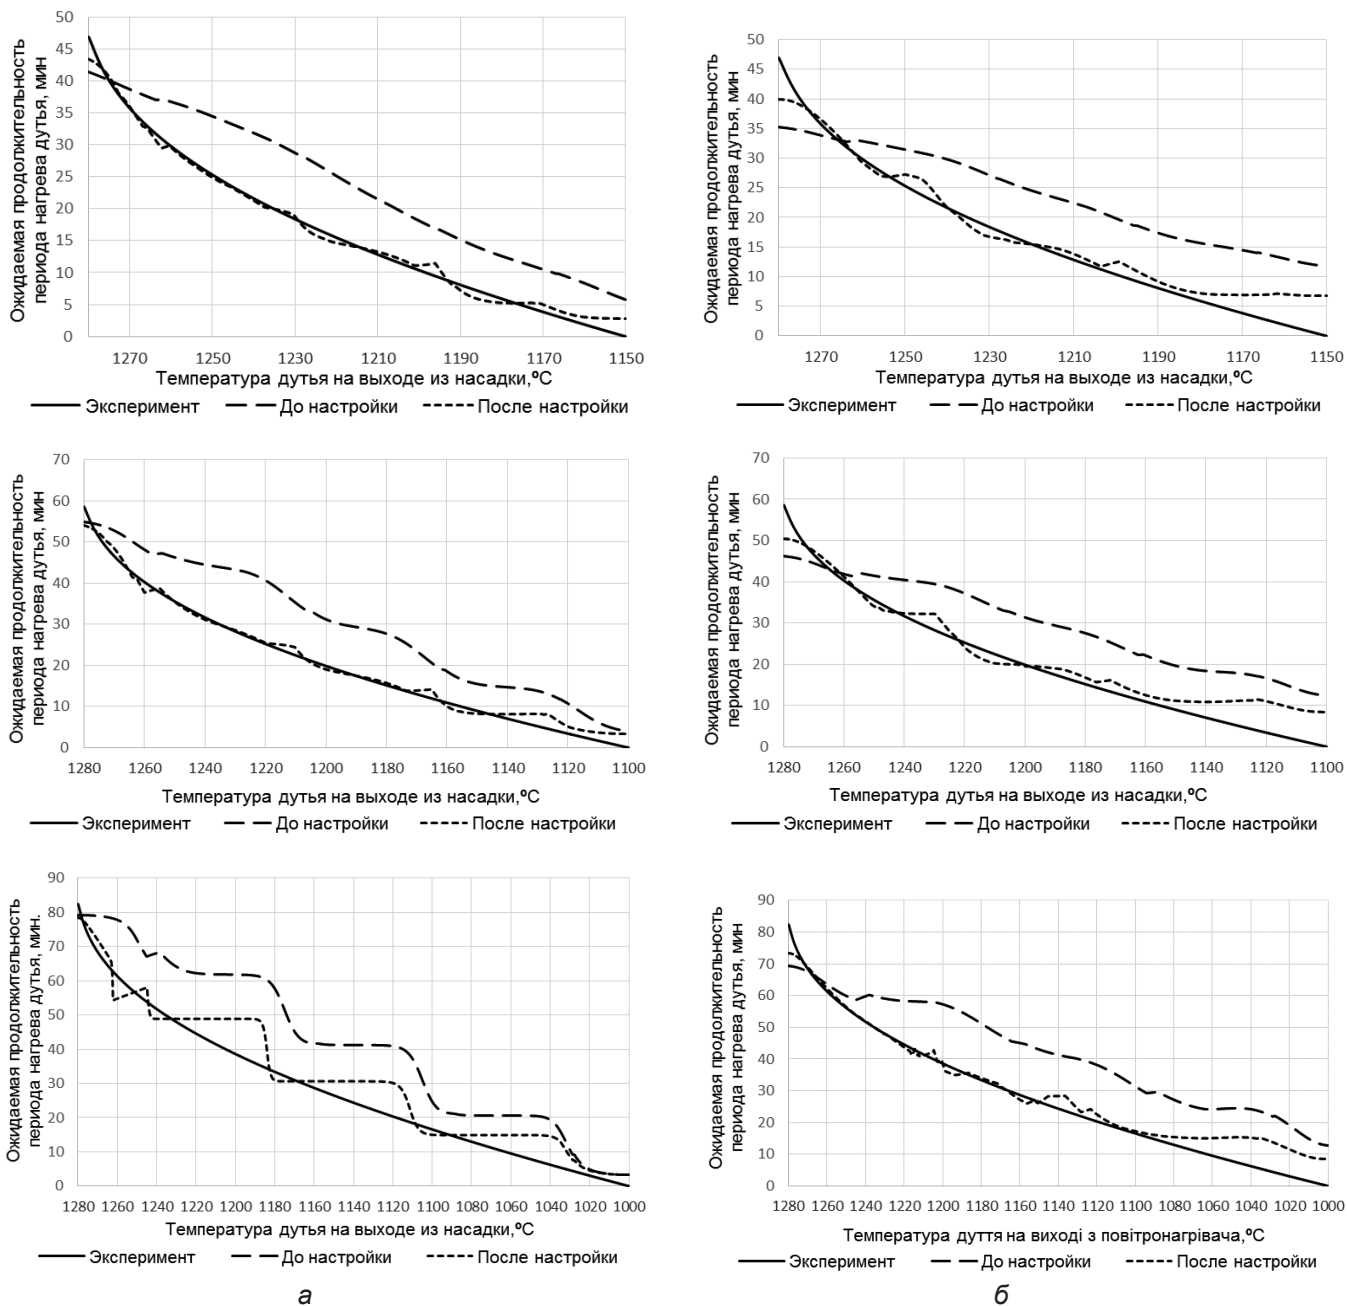 Ожидаемая продолжительность
периода нагрева дутья, мин
50
45
40
35
30
25
20
15
10
5
0
1270 1250 1230 1210 1190 1170 1150
Температура дутья на выходе из насадки,ºС
Эксперимент До настройки После настройки
Ожидаемая продолжительность
периода нагрева дутья, мин
50
45
40
35
30
25
20
15
10
5
0
1270 1250 1230 1210 1190 1170 1150
Температура дутья на выходе из насадки,ºС
Эксперимент До настройки После настройки
Ожидаемая продолжительность
периода нагрева дутья, мин
70
60
50
40
30
20
10
0
1280 1260 1240 1220 1200 1180 1160 1140 1120 1100
Температура дутья на выходе из насадки,ºС
Эксперимент До настройки После настройки
Ожидаемая продолжительность
периода нагрева дутья, мин
70
60
50
40
30
20
10
0
1280 1260 1240 1220 1200 1180 1160 1140 1120 1100
Температура дутья на выходе из насадки,ºС
Эксперимент До настройки После настройки
Ожидаемая продолжительность
периода нагрева дутья, мин.
90
80
70
60
50
40
30
20
10
0
1280 1260 1240 1220 1200 1180 1160 1140 1120 1100 1080 1060 1040 1020 1000
Температура дутья на выходе из насадки,ºС
Эксперимент До настройки После настройки
Ожидаемая продолжительность
периода нагрева дутья, мин
90
80
70
60
50
40
30
20
10
0
1280 1260 1240 1220 1200 1180 1160 1140 1120 1100 1080 1060 1040 1020 1000
Температура дуття на виході з повітронагрівача,ºС
Эксперимент До настройки После настройки
а
б